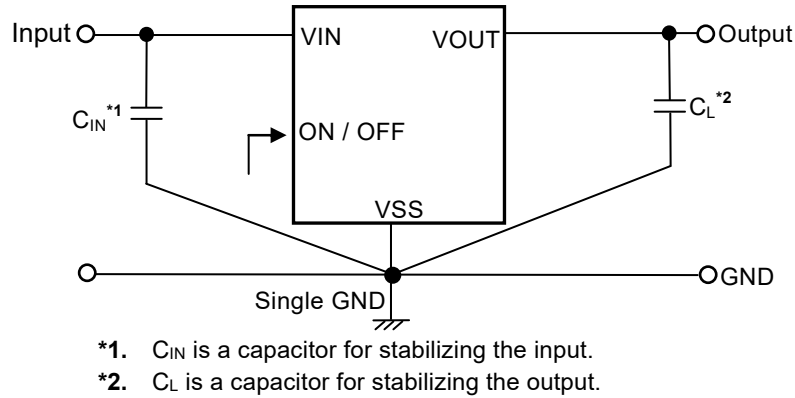 Input
VIN
VOUT
Output
CIN*1
CL*2
ON / OFF
VSS
GND
Single GND
*1. CIN is a capacitor for stabilizing the input.
*2. CL is a capacitor for stabilizing the output.